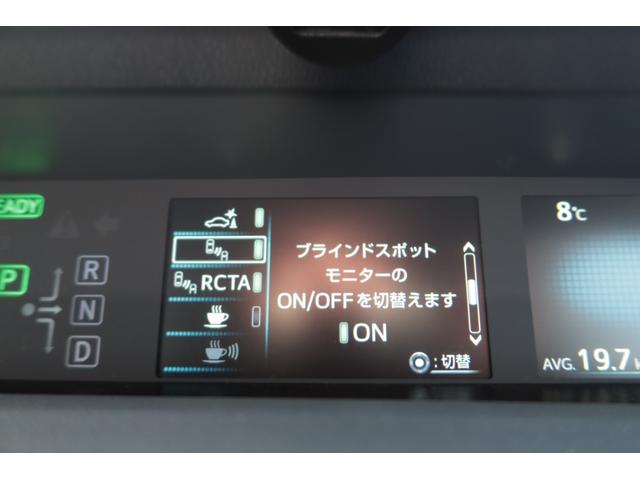 EADY
P
R
N
D
RCTA
ブラインドスポット
モニターの
ON/OFFを切替えます
ON
:切替
8℃
AVG. 19.7